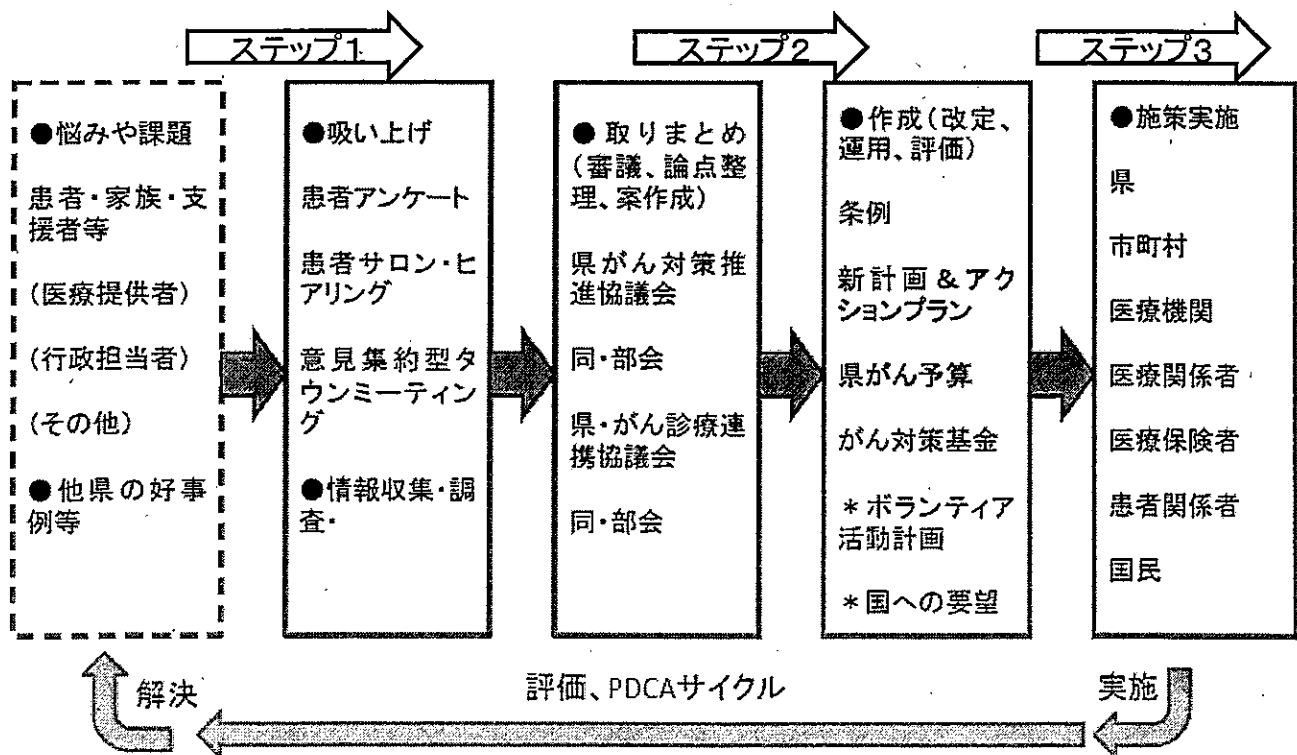 ステップ1
ステップ2
ステップ3
●悩みや課題
患者・家族・支
援者等
(医療提供者)
(行政担当者)
(その他)
●他県の好事
例等
●吸い上げ
患者アンケート
患者サロン・ヒ
アリング
意見集約型タ
ウンミーティン
グ
●情報収集・調
査・
●取りまとめ
(審議、論点整
理、案作成)
県がん対策推
進協議会
同・部会
県・がん診療連
携協議会
同・部会
●作成(改定、
運用、評価)
条例
新計画&アク
ションプラン
県がん予算
がん対策基金
*ボランティア
活動計画
*国への要望
●施策実施
県
市町村
医療機関
医療関係者
医療保険者
患者関係者
国民
解決
評価、PDCAサイクル
実施